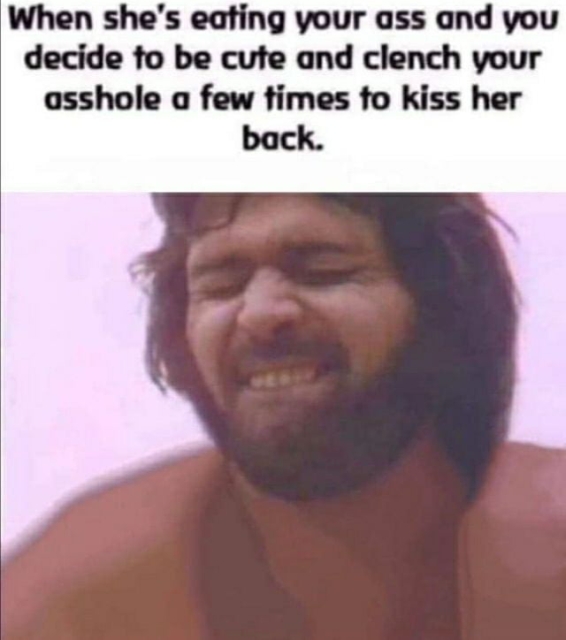 When she's eating your ass and you
decide to be cute and clench your
asshole a few times to kiss her
back.